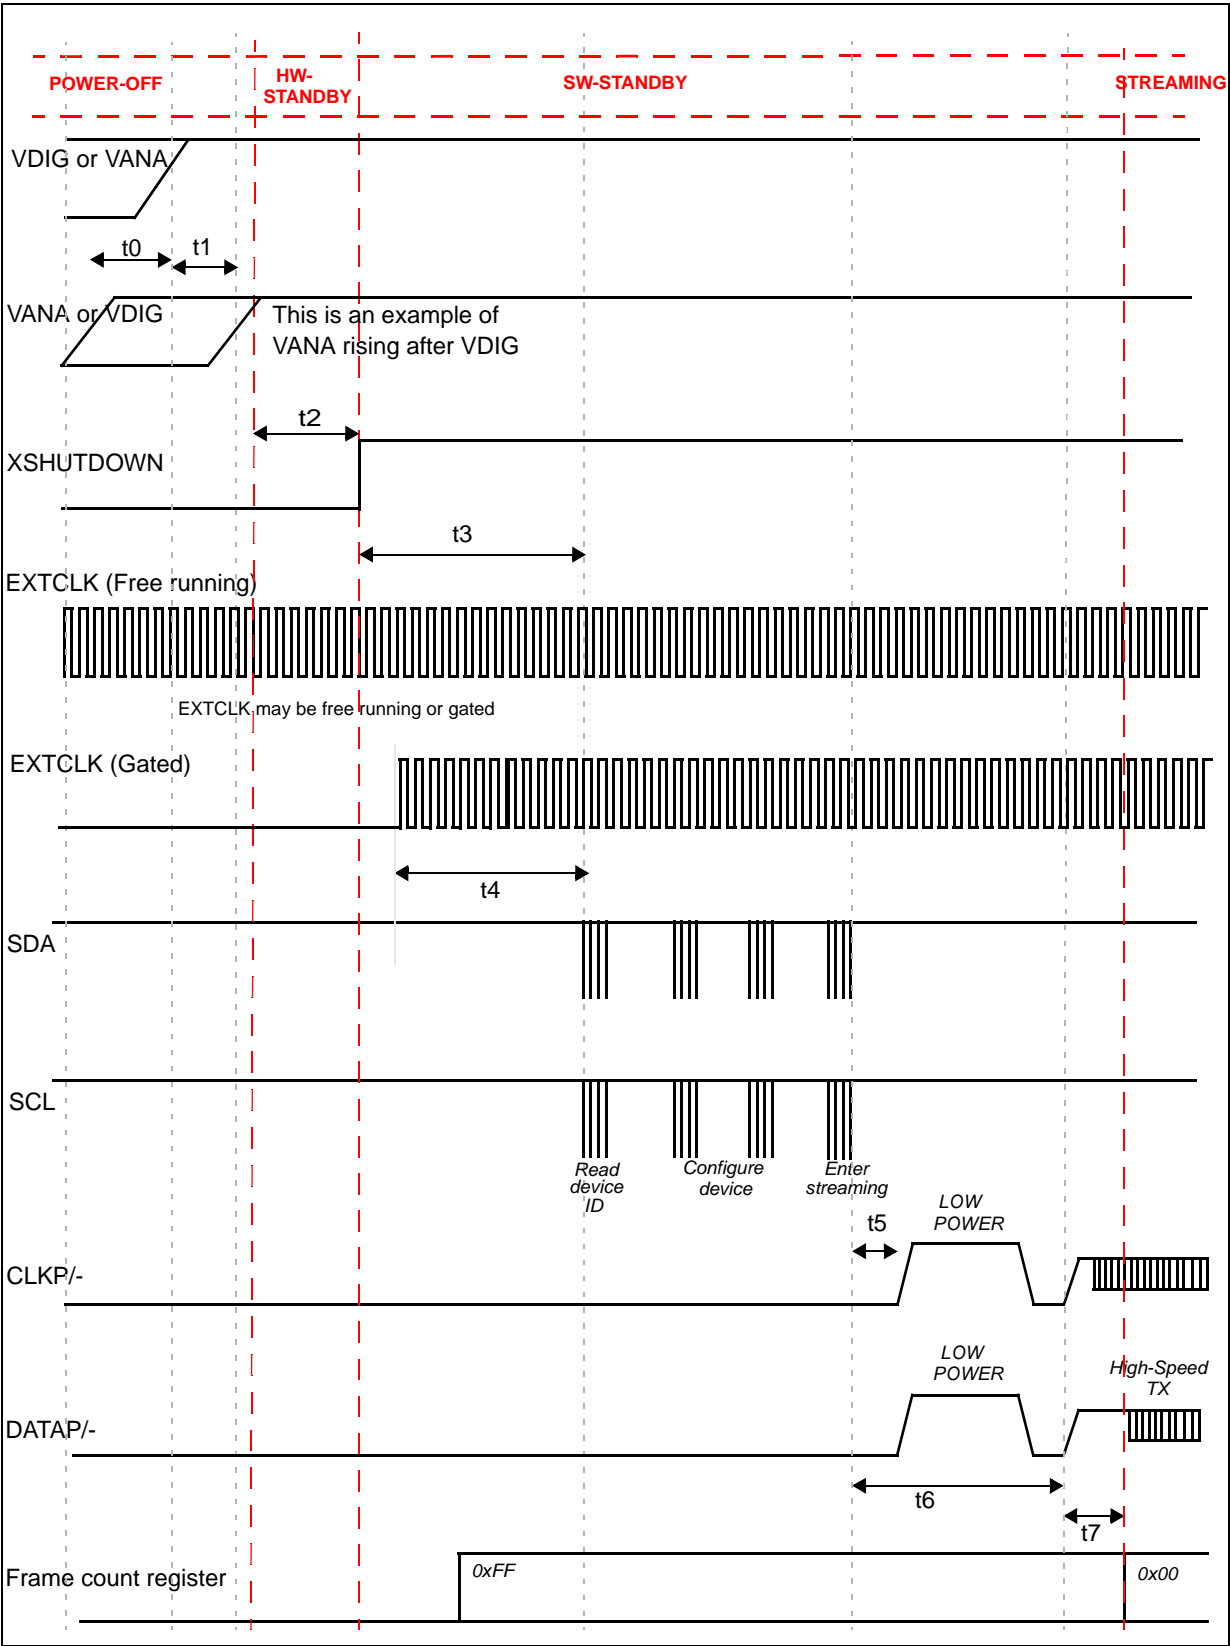 POWER-OFF
HW-
STANDBY
SW-STANDBY
STREAMING
VDIG or VANA
t0
t1
VANA or VDIG
This is an example of
VANA rising after VDIG
t2
XSHUTDOWN
t3
EXTCLK (Free running)
EXTCLK may be free running or gated
EXTCLK (Gated)
t4
SDA
SCL
Read
device
ID
Configure
device
Enter
streaming
LOW
POWER
t5
CLKP/-
LOW
POWER
High-Speed
TX
DATAP/-
t6
t7
Frame count register
0xFF
0x00